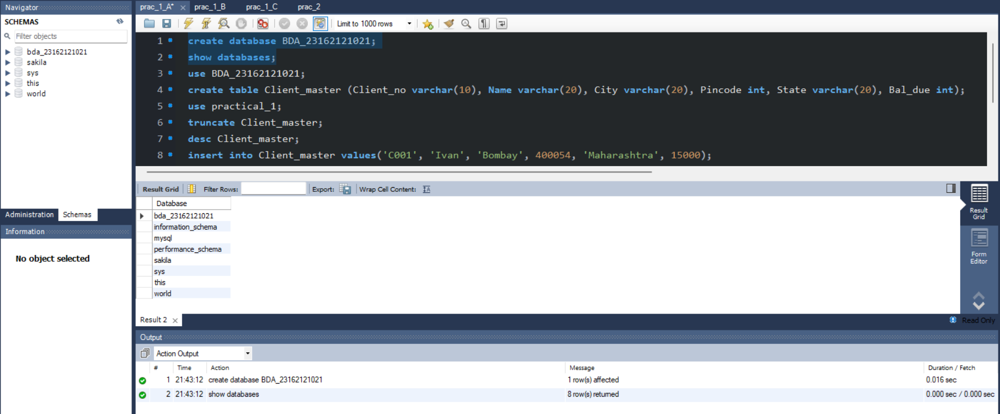 Navigator
prac_1_A* prac_1_B prac_1_C prac_2
SCHEMAS
Filter objects
bda_23162121021
sakila
sys
this
world
Administration Schemas
Information
No object selected
Limit to 1000 rows
1 create database BDA_23162121021;
2 show databases;
3 use BDA_23162121021;
4 create table Client_master (Client_no varchar(10), Name varchar(20), City varchar(20), Pincode int, State varchar(20), Bal_due int);
5 use practical_1;
6 truncate Client_master;
7 desc Client_master;
8 insert into Client_master values('C001', 'Ivan', 'Bombay', 400054, 'Maharashtra', 15000);
Result Grid Filter Rows: Export: Wrap Cell Content:
Database
bda_23162121021
information_schema
mysql
performance_schema
sakila
sys
this
world
Result
Grid
Form
Editor
Result 2 Read Only
Output
Action Output
# Time Action Message Duration / Fetch
1 21:43:12 create database BDA_23162121021 1 row(s) affected 0.016 sec
2 21:43:12 show databases 8 row(s) returned 0.000 sec / 0.000 sec